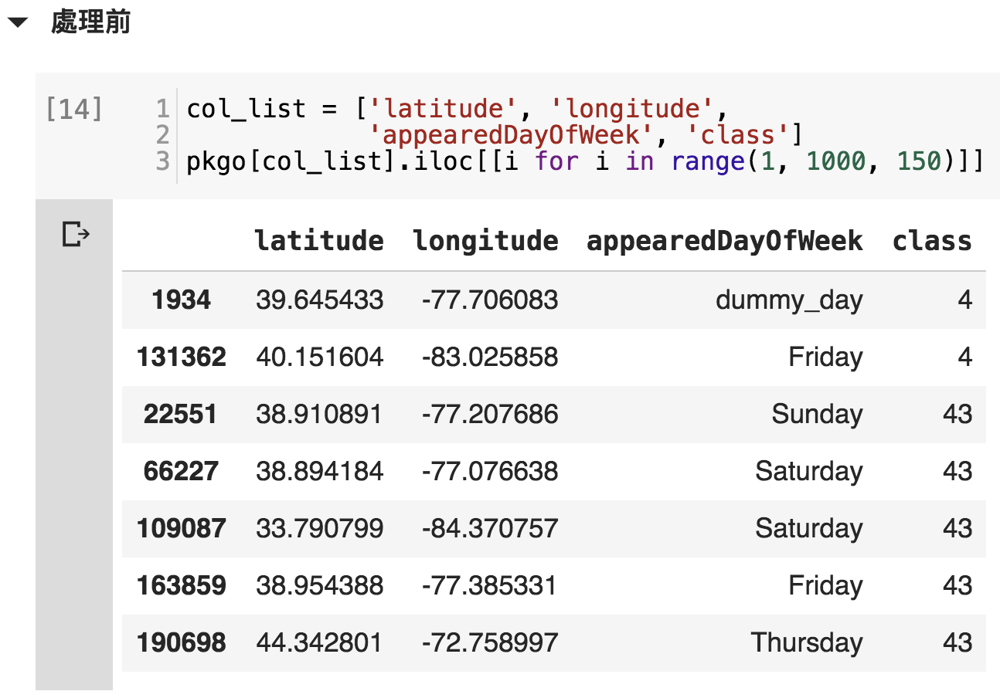 處理前
[14] 1 col_list = ['latitude', 'longitude',
2 'appearedDayOfWeek', 'class']
3 pkgo[col_list].iloc[[i for i in range(1, 1000, 150)]]
latitude longitude appearedDayOfWeek class
1934 39.645433 -77.706083 dummy_day 4
131362 40.151604 -83.025858 Friday 4
22551 38.910891 -77.207686 Sunday 43
66227 38.894184 -77.076638 Saturday 43
109087 33.790799 -84.370757 Saturday 43
163859 38.954388 -77.385331 Friday 43
190698 44.342801 -72.758997 Thursday 43